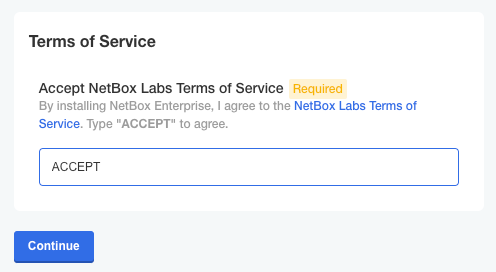 Terms of Service
Accept NetBox Labs Terms of Service Required
By installing NetBox Enterprise, I agree to the NetBox Labs Terms of
Service. Type "ACCEPT" to agree.
ACCEPT
Continue